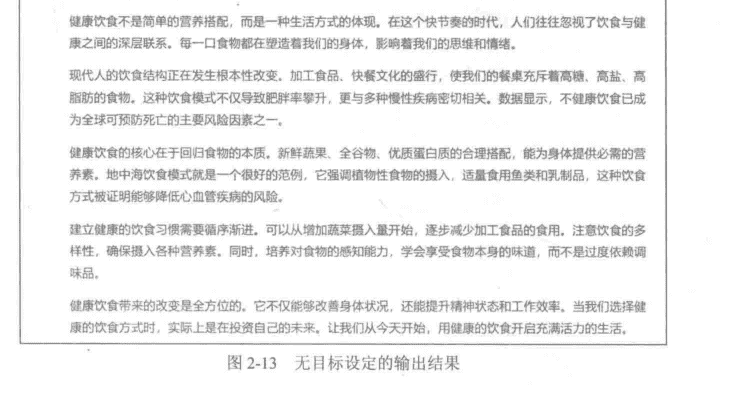 健康饮食不是简单的营养搭配，而是一种生活方式的体现。在这个快节奏的时代，人们往往忽视了饮食与健
康之间的深层联系。每一口食物都在塑造着我们的身体，影响着我们的思维和情绪。
现代人的饮食结构正在发生根本性改变。加工食品、快餐文化的盛行，使我们的餐桌充斥着高糖、高盐、高
脂肪的食物。这种饮食模式不仅导致肥胖率攀升，更与多种慢性疾病密切相关。数据显示，不健康饮食已成
为全球可预防死亡的主要风险因素之一。
健康饮食的核心在于回归食物的本质。新鲜蔬果、全谷物、优质蛋白质的合理搭配，能为身体提供必需的营
养素。地中海饮食模式就是一个很好的范例，它强调植物性食物的摄入，适量食用鱼类和乳制品，这种饮食
方式被证明能够降低心血管疾病的风险。
建立健康的饮食习惯需要循序渐进。可以从增加蔬菜摄入量开始，逐步减少加工食品的食用。注意饮食的多
样性，确保摄入各种营养素。同时，培养对食物的感知能力，学会享受食物本身的味道，而不是过度依赖调
味品。
健康饮食带来的改变是全方位的。它不仅能够改善身体状况，还能提升精神状态和工作效率。当我们选择健
康的饮食方式时，实际上是在投资自己的未来。让我们从今天开始，用健康的饮食开启充满活力的生活。
图 2-13 无目标设定的输出结果